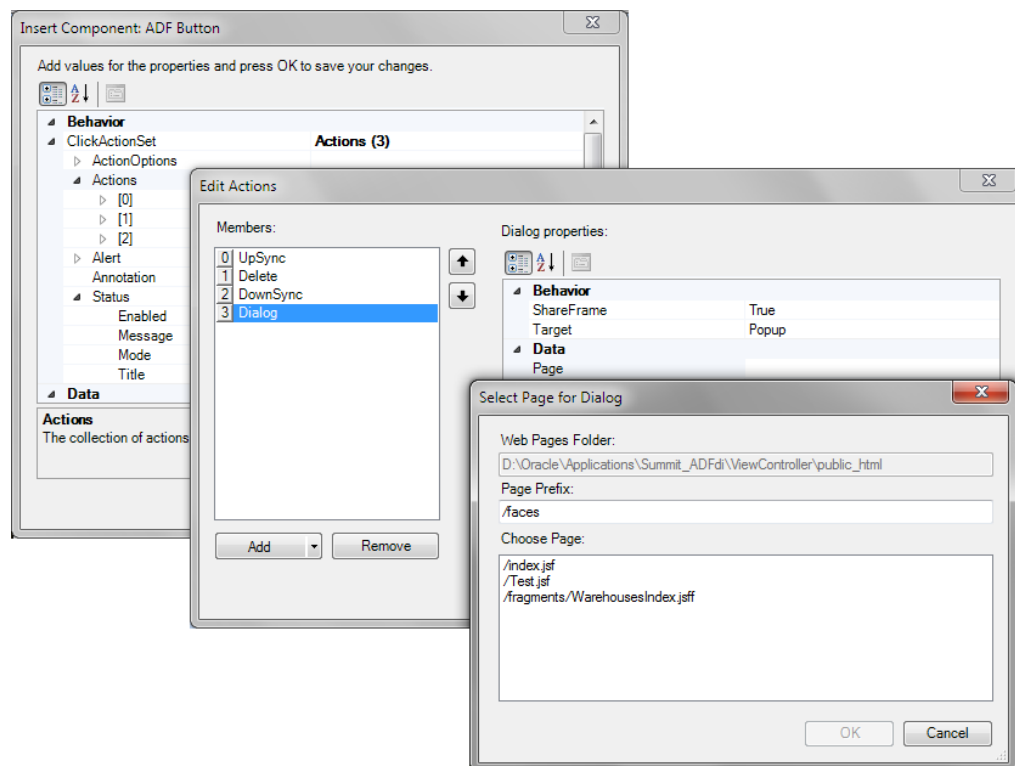 Insert Component: ADF Button
Add values for the properties and press OK to save your changes.
Behavior
ClickActionSet Actions (3)
ActionOptions
Actions
[0]
[1]
[2]
Alert
Annotation
Status
Enabled
Message
Mode
Title
Data
Actions
The collection of actions
Edit Actions
Members:
0 UpSync
1 Delete
2 DownSync
3 Dialog
Add
Remove
Dialog properties:
Behavior
ShareFrame True
Target Popup
Data
Page
Select Page for Dialog
Web Pages Folder:
D:\Oracle\Applications\Summit_ADFdi\ViewController\public_html
Page Prefix:
/faces
Choose Page:
/index.jsf
/Test.jsf
/fragments/WarehousesIndex.jsff
OK
Cancel